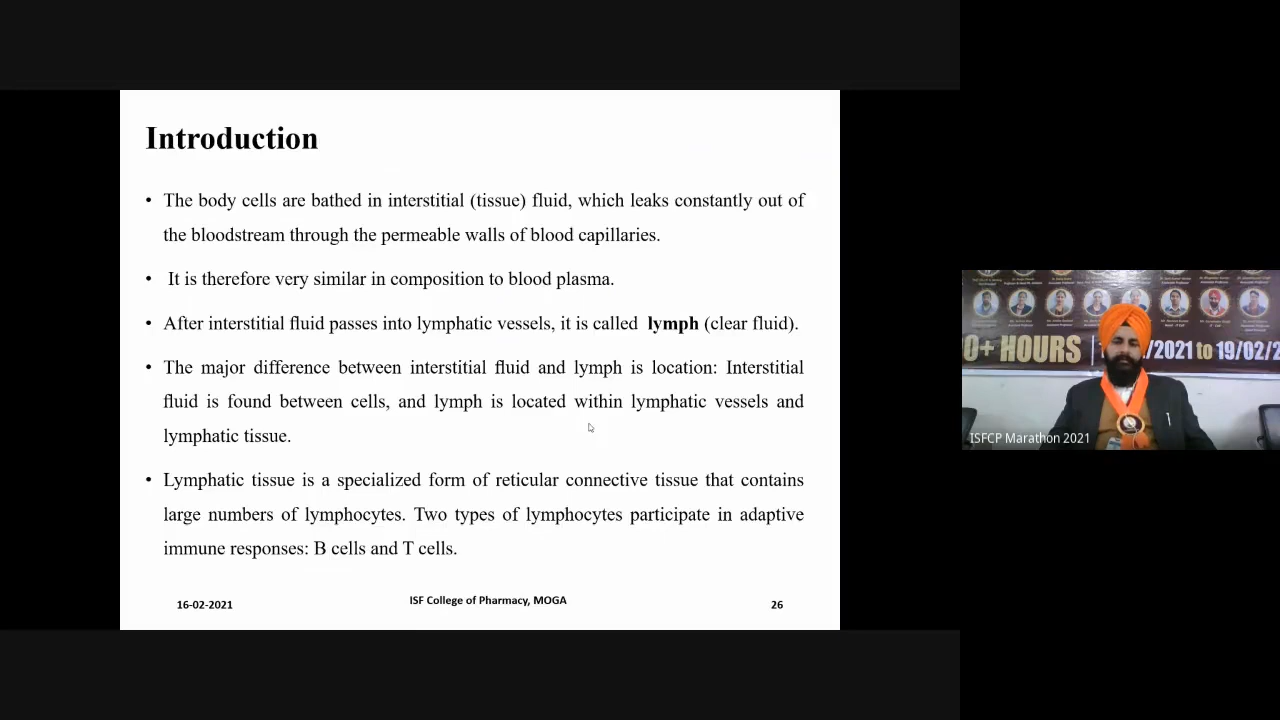 Introduction
• The body cells are bathed in interstitial (tissue) fluid, which leaks constantly out of
the bloodstream through the permeable walls of blood capillaries.
• It is therefore very similar in composition to blood plasma.
• After interstitial fluid passes into lymphatic vessels, it is called lymph (clear fluid).
• The major difference between interstitial fluid and lymph is location: Interstitial
fluid is found between cells, and lymph is located within lymphatic vessels and
lymphatic tissue.
• Lymphatic tissue is a specialized form of reticular connective tissue that contains
large numbers of lymphocytes. Two types of lymphocytes participate in adaptive
immune responses: B cells and T cells.
16-02-2021
ISF College of Pharmacy, MOGA
26
0+ HOURS
/2021 to 19/02/2
ISFCP Marathon 2021